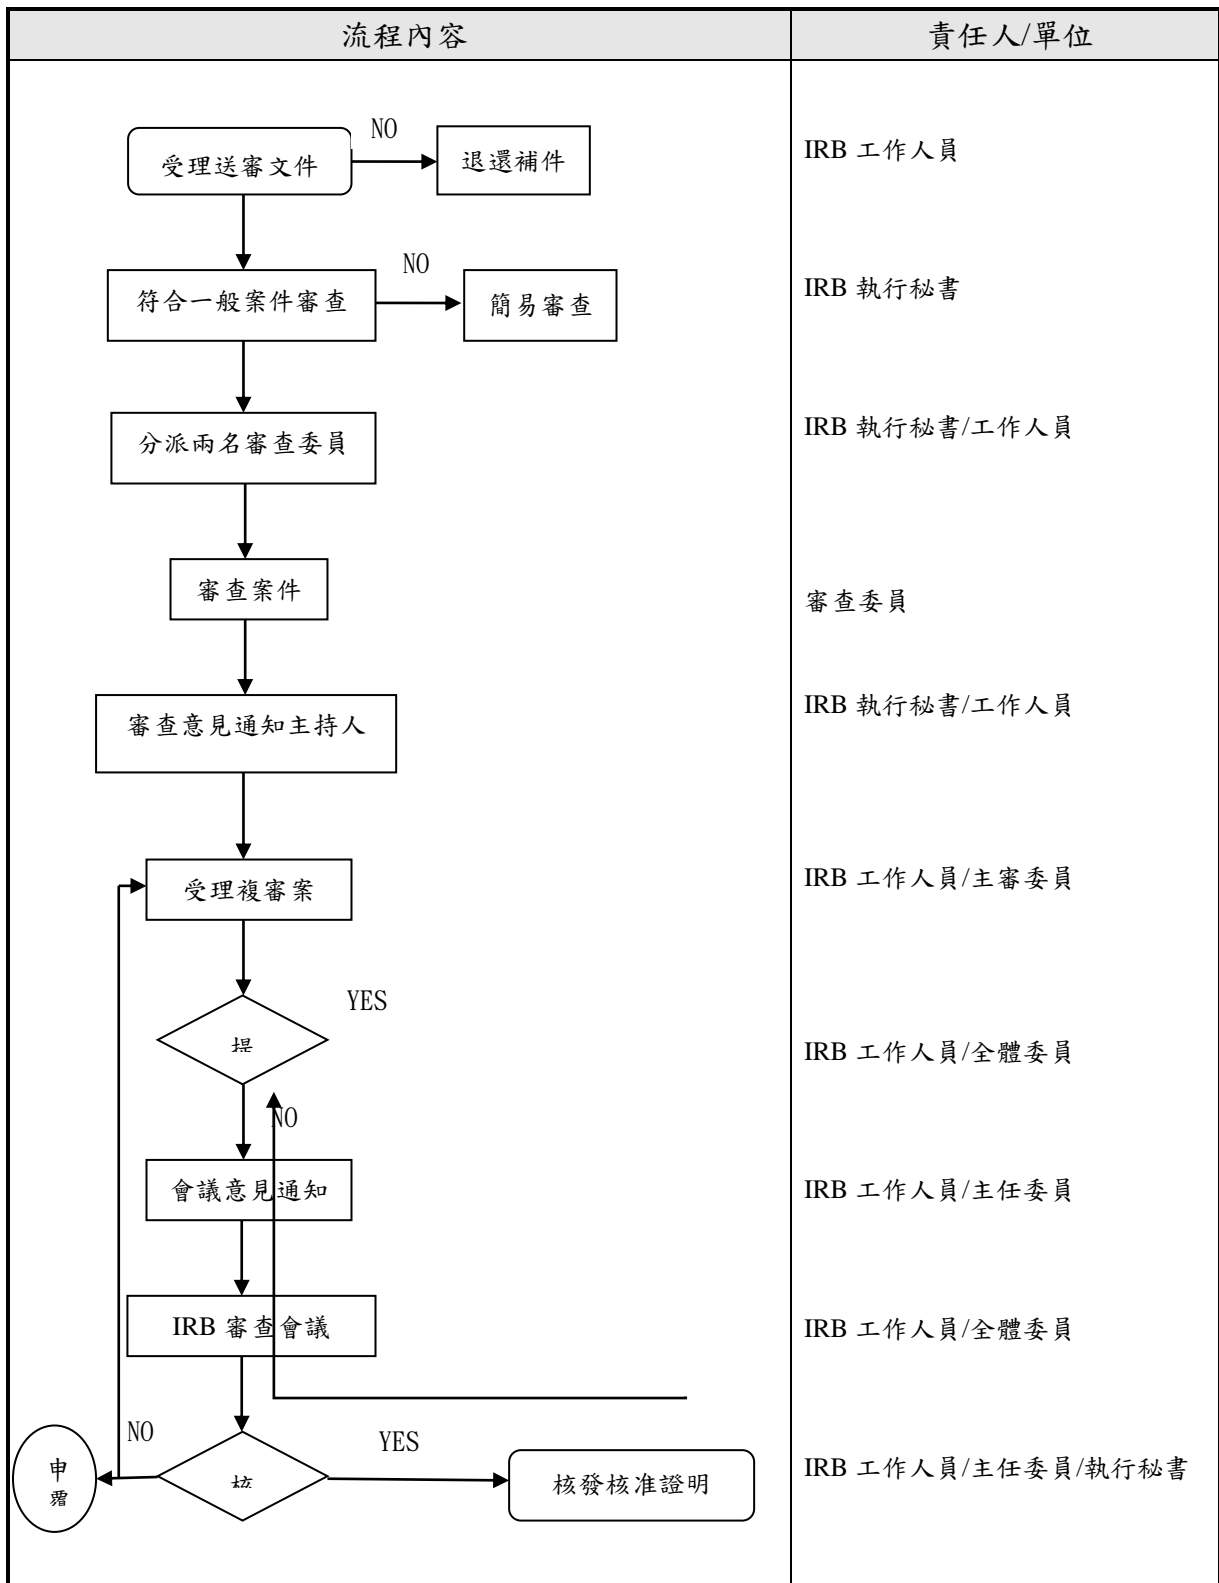 流程內容
責任人/單位
NO
受理送審文件
退還補件
IRB 工作人員
NO
符合一般案件審查
簡易審查
IRB 執行秘書
分派兩名審查委員
IRB 執行秘書/工作人員
審查案件
審查委員
審查意見通知主持人
IRB 執行秘書/工作人員
受理複審案
IRB 工作人員/主審委員
YES
IRB 工作人員/全體委員
NO
會議意見通知
IRB 工作人員/主任委員
IRB 審查會議
IRB 工作人員/全體委員
NO
YES
申
核發核准證明
IRB 工作人員/主任委員/執行秘書